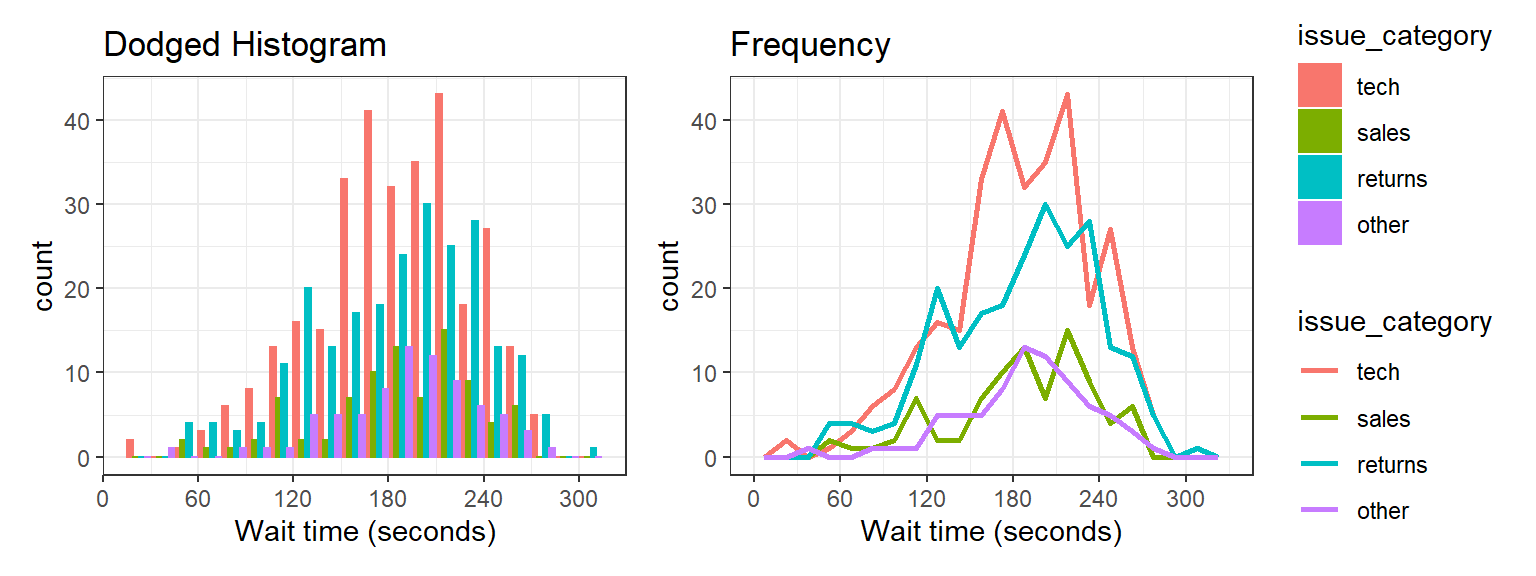 Dodged Histogram
count
40
30
20
10
0
0 60 120 180 240 300
Wait time (seconds)
Frequency
count
40
30
20
10
0
0 60 120 180 240 300
Wait time (seconds)
issue_category
tech
sales
returns
other
issue_category
tech
sales
returns
other